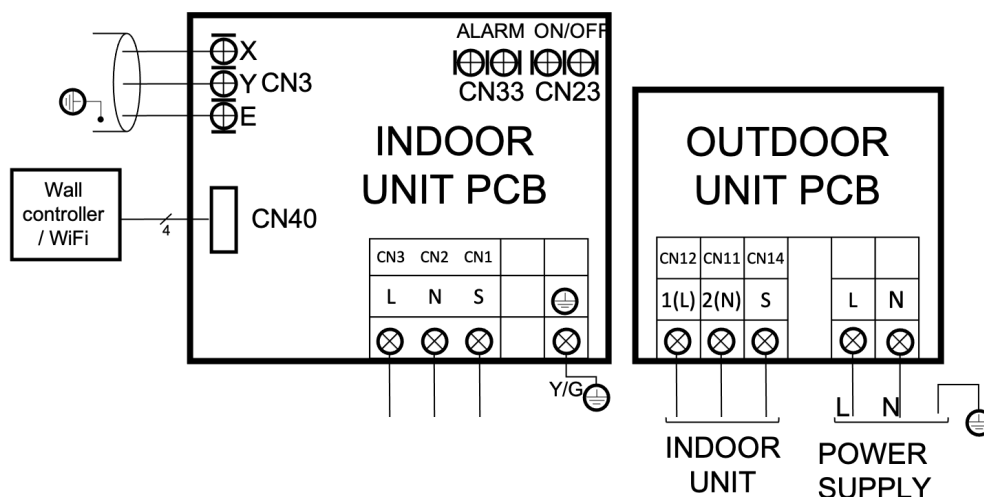 ALARM ON/OFF
X
Y CN3
E
CN33 CN23
INDOOR
UNIT PCB
OUTDOOR
UNIT PCB
Wall
controller
/ WiFi
4
CN40
CN3 CN2 CN1
L N S
Y/G
CN12 CN11 CN14
1(L) 2(N) S L N
L N
INDOOR
UNIT
POWER
SUPPLY